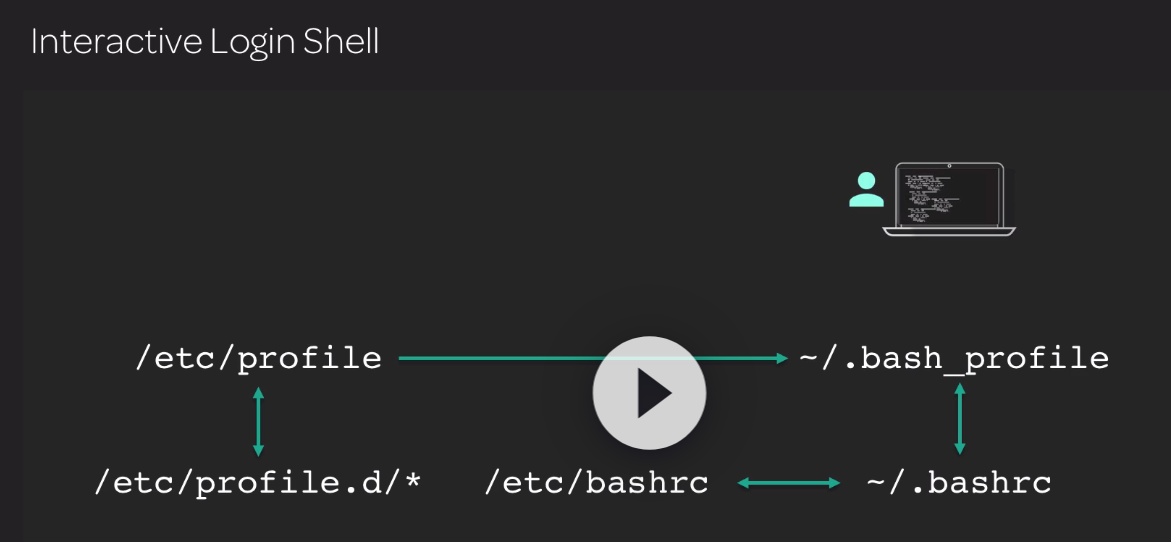 Interactive Login Shell
/etc/profile ~/.bash_profile
/etc/profile.d/* /etc/bashrc ~/.bashrc